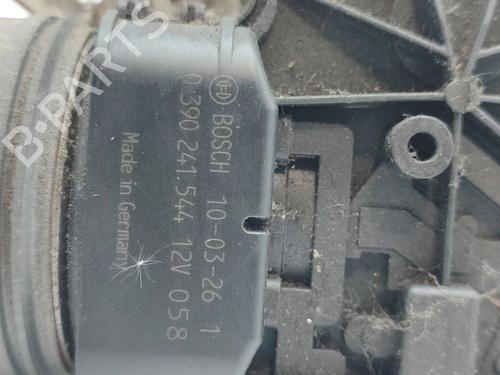 BOSCH 10-03-26 1
0 390 241.544 12V 058
Made in Germany
B-PARTS